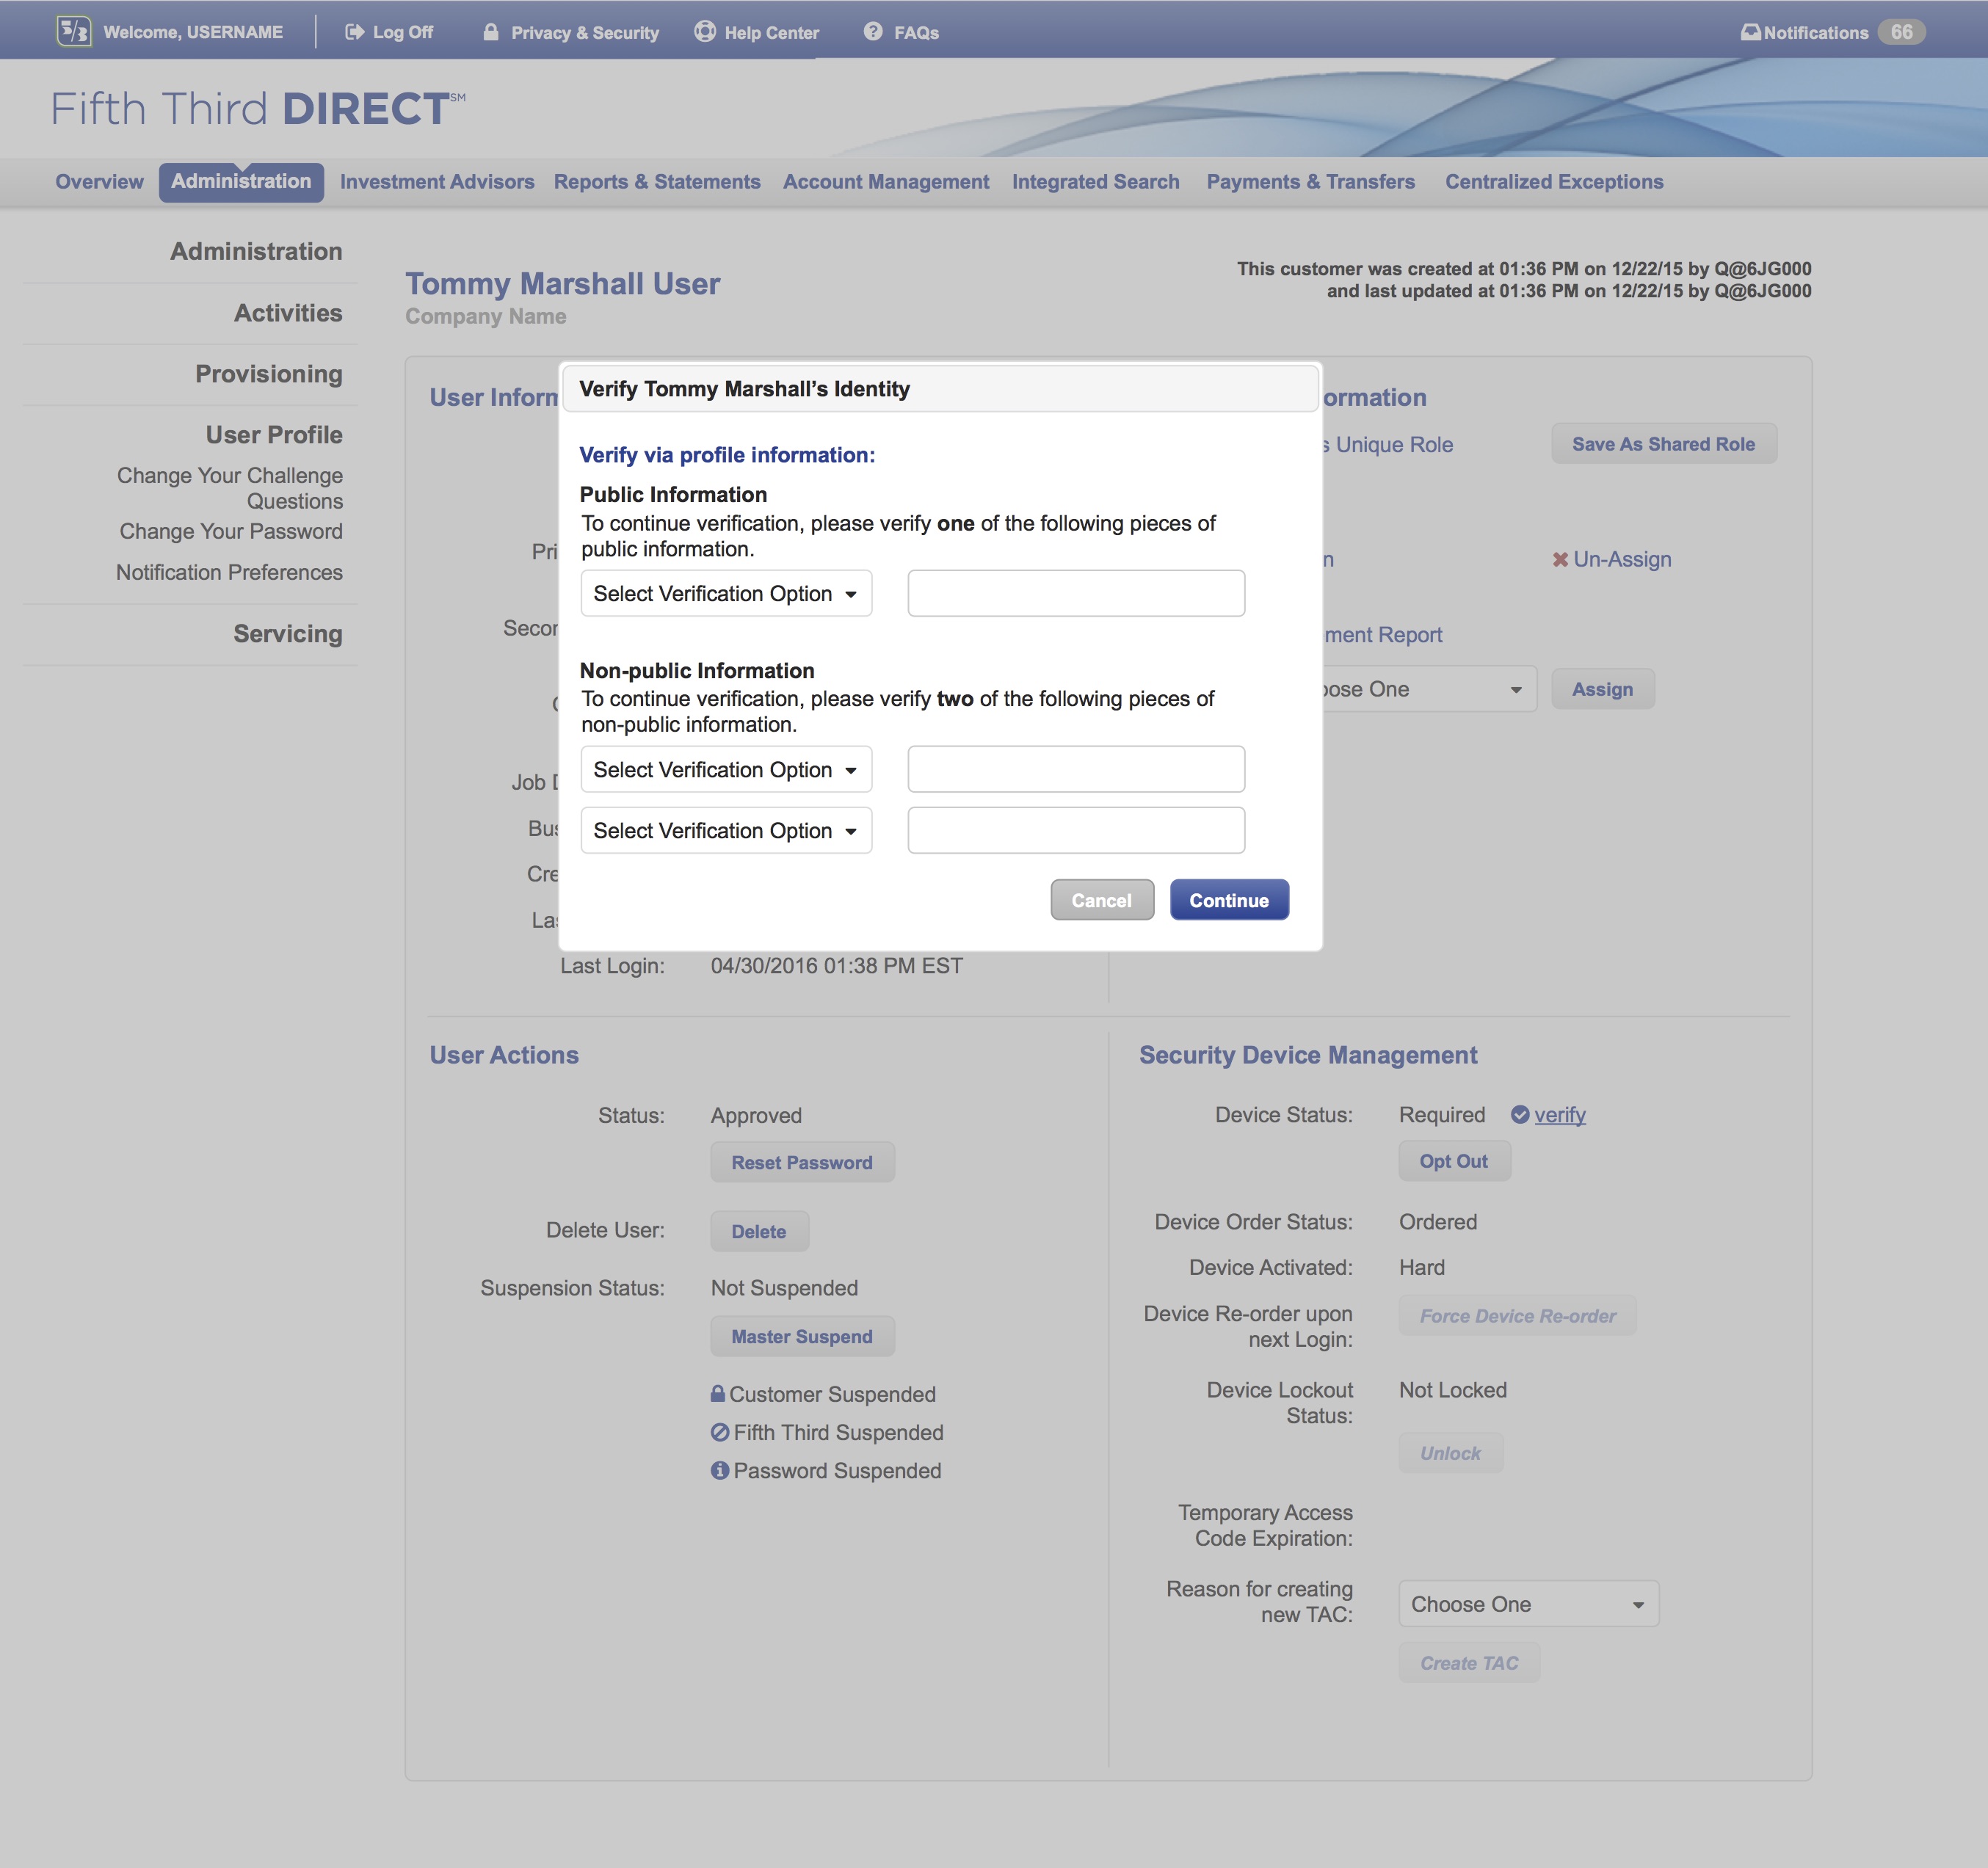 5/3 Welcome, USERNAME Log Off Privacy & Security Help Center ? FAQs Notifications 66
Fifth Third DIRECT SM
Overview Administration Investment Advisors Reports & Statements Account Management Integrated Search Payments & Transfers Centralized Exceptions
Administration
Activities
Provisioning
User Profile
Change Your Challenge
Questions
Change Your Password
Notification Preferences
Servicing
Tommy Marshall User
Company Name
This customer was created at 01:36 PM on 12/22/15 by Q@6JG000
and last updated at 01:36 PM on 12/22/15 by Q@6JG000
User Inform
ormation
s Unique Role Save As Shared Role
Pri
n Un-Assign
Secon
ment Report
oose One Assign
Job D
Bus
Cre
Las
Verify Tommy Marshall’s Identity
Verify via profile information:
Public Information
To continue verification, please verify one of the following pieces of
public information.
Select Verification Option
Non-public Information
To continue verification, please verify two of the following pieces of
non-public information.
Select Verification Option
Select Verification Option
Cancel Continue
Last Login: 04/30/2016 01:38 PM EST
User Actions
Status: Approved
Reset Password
Delete User: Delete
Suspension Status: Not Suspended
Master Suspend
Customer Suspended
Fifth Third Suspended
Password Suspended
Security Device Management
Device Status: Required verify
Opt Out
Device Order Status: Ordered
Device Activated: Hard
Device Re-order upon
next Login:
Force Device Re-order
Device Lockout
Status:
Not Locked
Unlock
Temporary Access
Code Expiration:
Reason for creating
new TAC:
Choose One
Create TAC